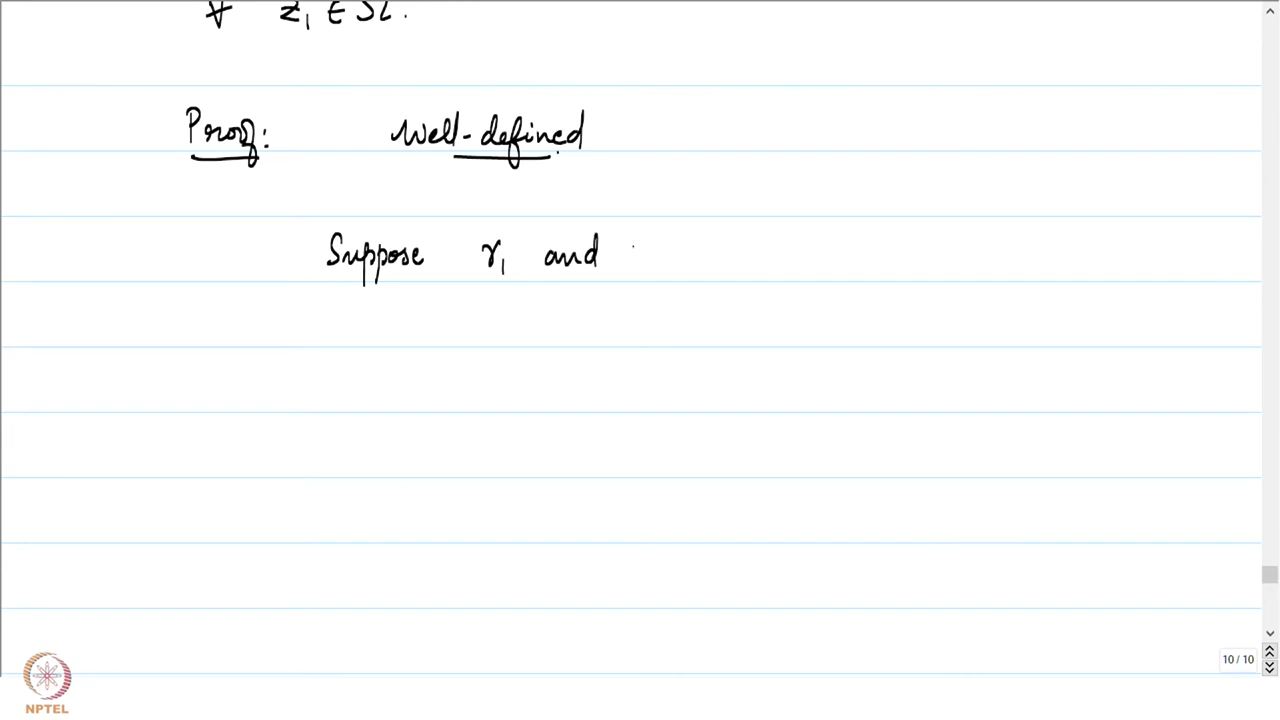 ∀ z₁ ∈ Ω.
Proof: Well-defined
Suppose γ₁ and
10 / 10
NPTEL